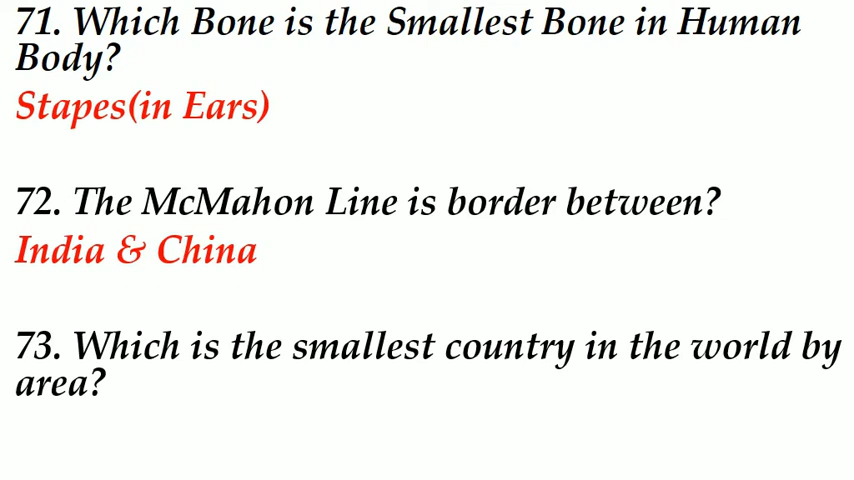 71. Which Bone is the Smallest Bone in Human
Body?
Stapes(in Ears)
72. The McMahon Line is border between?
India & China
73. Which is the smallest country in the world by
area?